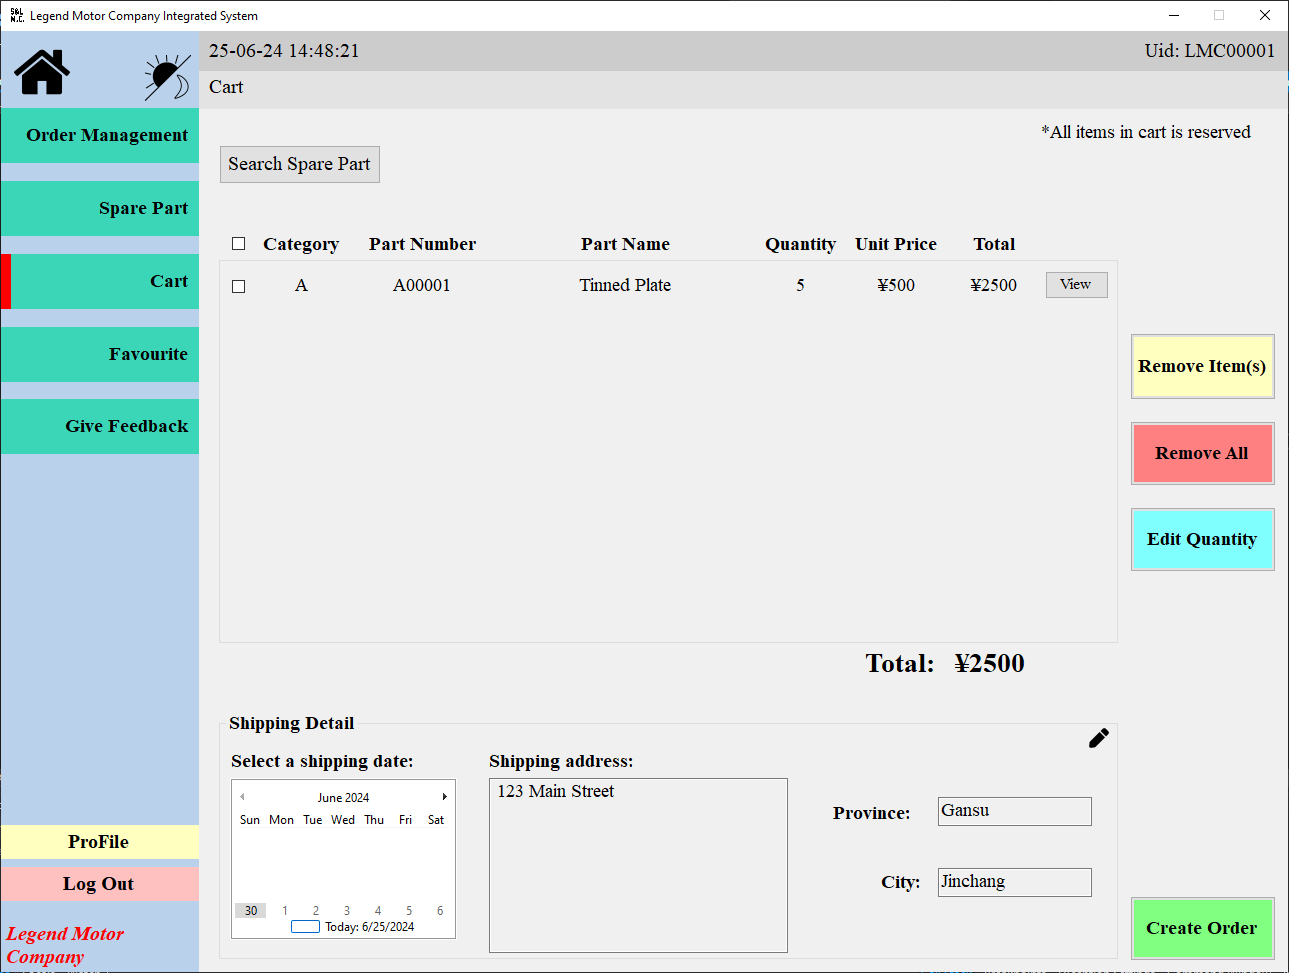 S&L
M.C.
Legend Motor Company Integrated System
25-06-24 14:48:21
Uid: LMC00001
Cart
Order Management
Spare Part
Cart
Favourite
Give Feedback
ProFile
Log Out
Legend Motor
Company
*All items in cart is reserved
Search Spare Part
Category Part Number Part Name Quantity Unit Price Total
A A00001 Tinned Plate 5 ¥500 ¥2500 View
Remove Item(s)
Remove All
Edit Quantity
Total: ¥2500
Shipping Detail
Select a shipping date:
June 2024
Sun Mon Tue Wed Thu Fri Sat
30 1 2 3 4 5 6
Today: 6/25/2024
Shipping address:
123 Main Street
Province: Gansu
City: Jinchang
Create Order